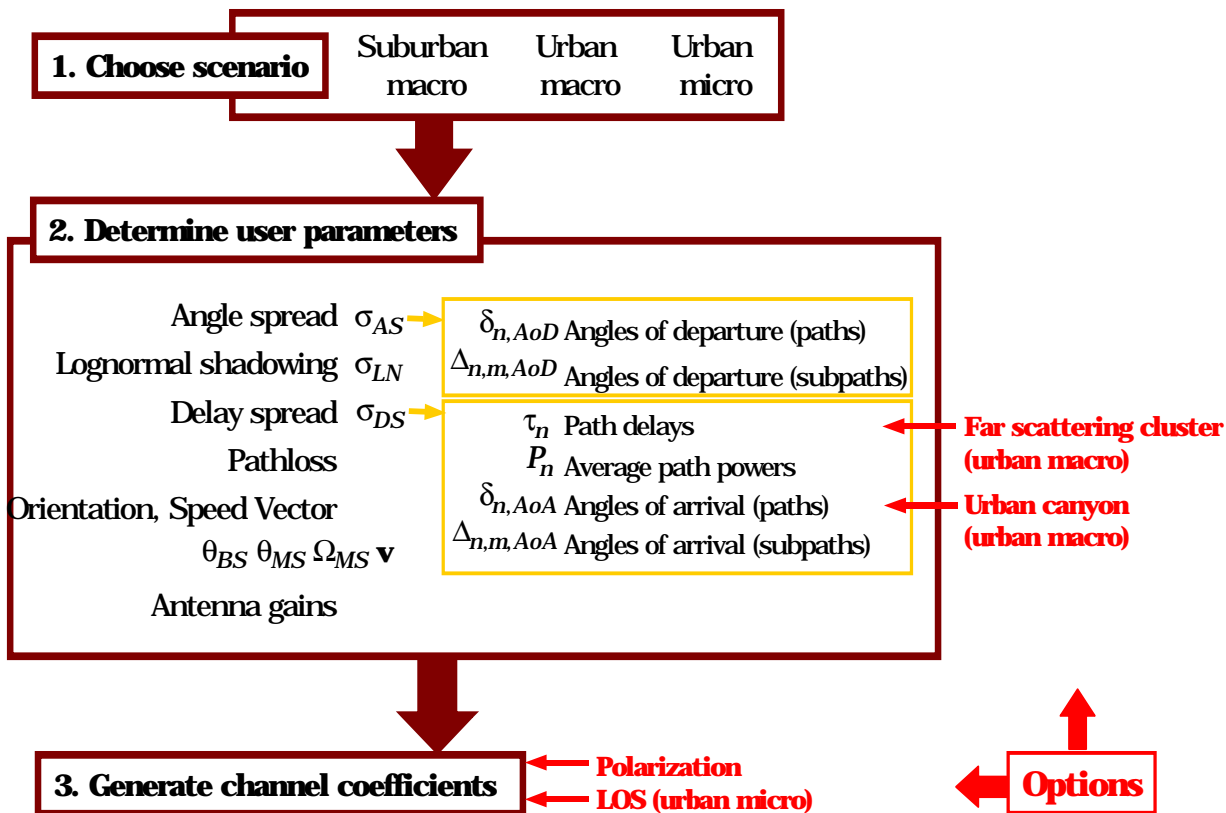 1. Choose scenario
Suburban macro
Urban macro
Urban micro
2. Determine user parameters
Angle spread σAS
Lognormal shadowing σLN
Delay spread σDS
Pathloss
Orientation, Speed Vector
θBS θMS ΩMS v
Antenna gains
δn, AoD Angles of departure (paths)
Δn,m, AoD Angles of departure (subpaths)
τn Path delays
Pn Average path powers
δn, AoA Angles of arrival (paths)
Δn,m, AoA Angles of arrival (subpaths)
Far scattering cluster
(urban macro)
Urban canyon
(urban macro)
3. Generate channel coefficients
Polarization
LOS (urban micro)
Options